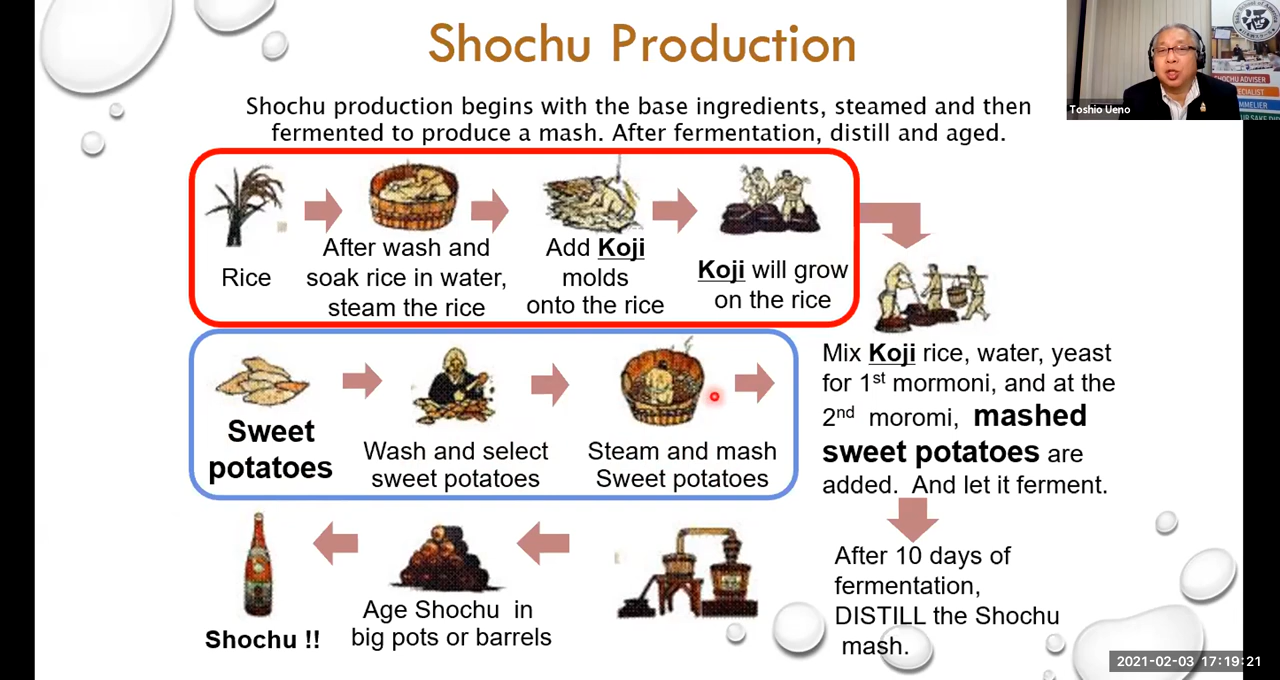 Shochu Production
Shochu production begins with the base ingredients, steamed and then
fermented to produce a mash. After fermentation, distill and aged.
Rice
After wash and
soak rice in water,
steam the rice
Add Koji
molds
onto the rice
Koji will grow
on the rice
Mix Koji rice, water, yeast
for 1st mormoni, and at the
2nd moromi, mashed
sweet potatoes are
added. And let it ferment.
Sweet
potatoes
Wash and select
sweet potatoes
Steam and mash
Sweet potatoes
After 10 days of
fermentation,
DISTILL the Shochu
mash.
Age Shochu in
big pots or barrels
Shochu !!
Toshio Ueno
SHOCHU ADVISER
2021-02-03 17:19:21